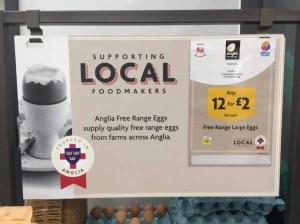 SUPPORTING
LOCAL
FOODMAKERS
Anglia Free Range Eggs
supply quality free range eggs
from farms across Anglia.
ANGLIA
Any
12 for £2
Free Range Large Eggs
LOCAL